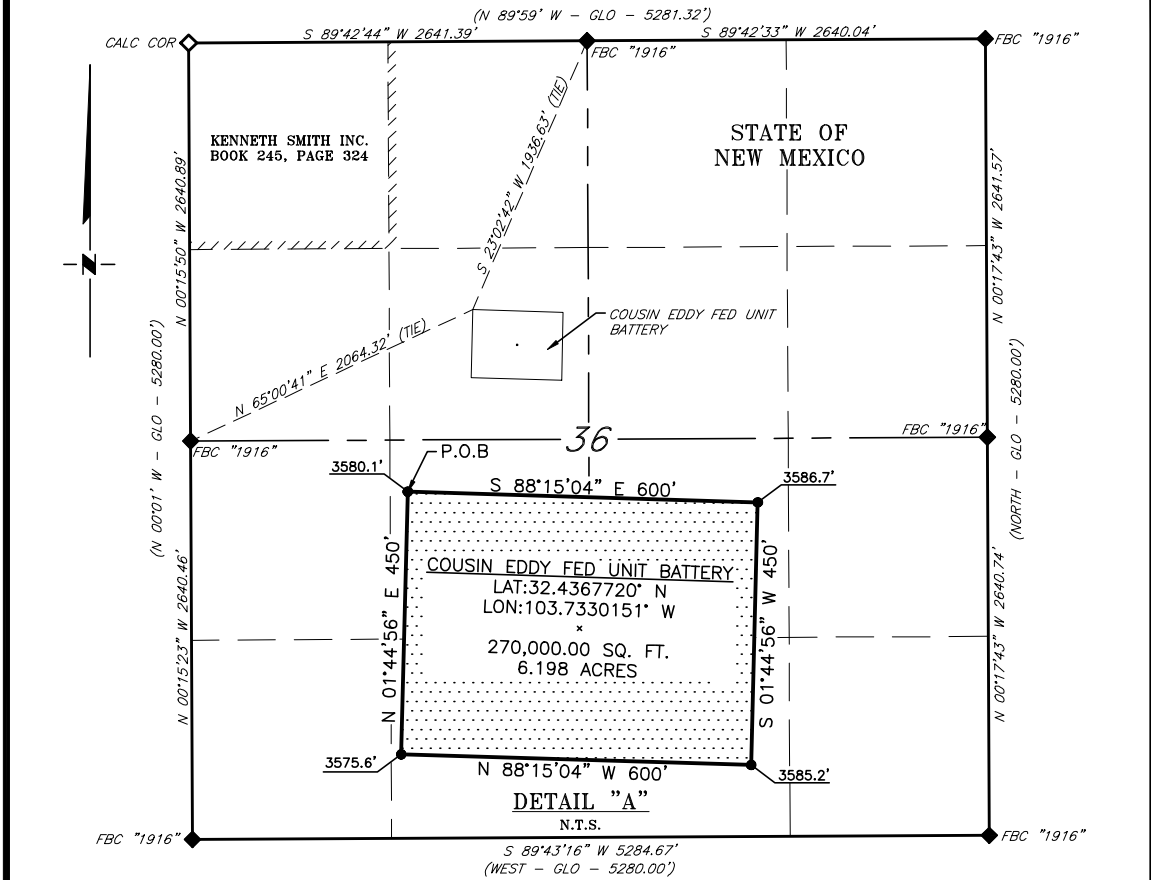 (N 89°59' W - GLO - 5281.32')
CALC COR
S 89°42'44" W 2641.39'
S 89°42'33" W 2640.04'
FBC "1916"
FBC "1916"
KENNETH SMITH INC.
BOOK 245, PAGE 324
STATE OF
NEW MEXICO
S 23°02'42" W 1936.63' (TIE)
N 00°15'50" W 2640.89'
N 00°17'43" W 2641.57'
N
COUSIN EDDY FED UNIT
BATTERY
N 65°00'41" E 2064.32' (TIE)
(N 00°01' W - GLO - 5280.00')
(NORTH - GLO - 5280.00')
FBC "1916"
36
FBC "1916"
P.O.B
3580.1'
S 88°15'04" E 600'
3586.7'
N 01°44'56" E 450'
S 01°44'56" W 450'
COUSIN EDDY FED UNIT BATTERY
LAT:32.4367720° N
LON:103.7330151° W
270,000.00 SQ. FT.
6.198 ACRES
N 00°15'23" W 2640.46'
N 00°17'43" W 2640.74'
3575.6'
N 88°15'04" W 600'
3585.2'
DETAIL "A"
N.T.S.
FBC "1916"
FBC "1916"
S 89°43'16" W 5284.67'
(WEST - GLO - 5280.00')